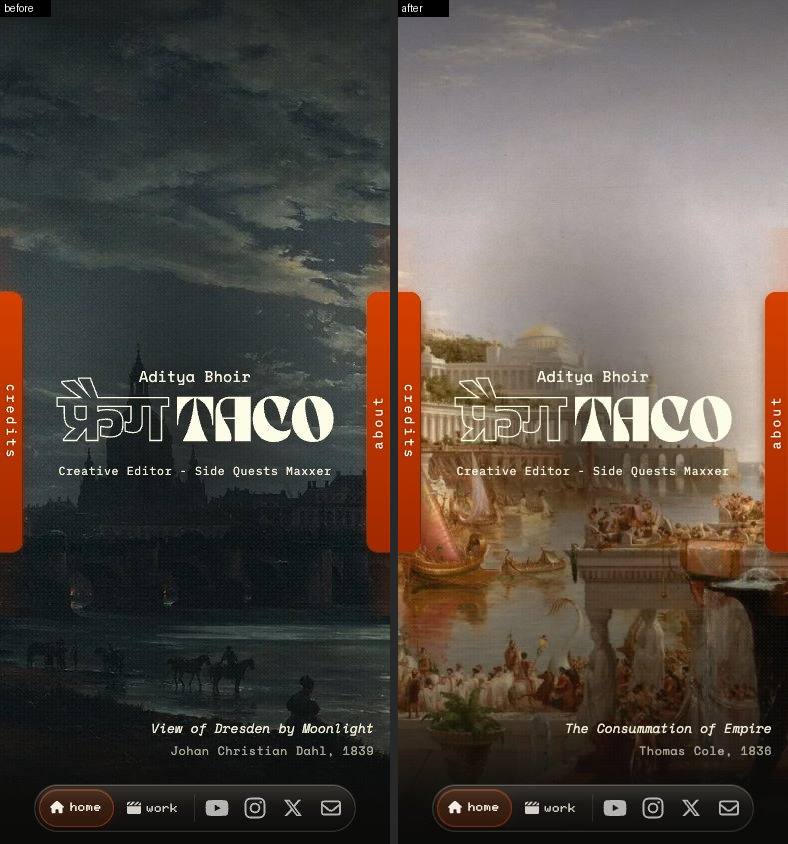 before
Aditya Bhoir
फ्रेग TACO
Creative Editor - Side Quests Maxxer
credits
about
View of Dresden by Moonlight
Johan Christian Dahl, 1839
home
work
after
Aditya Bhoir
फ्रेग TACO
Creative Editor - Side Quests Maxxer
credits
about
The Consummation of Empire
Thomas Cole, 1836
home
work